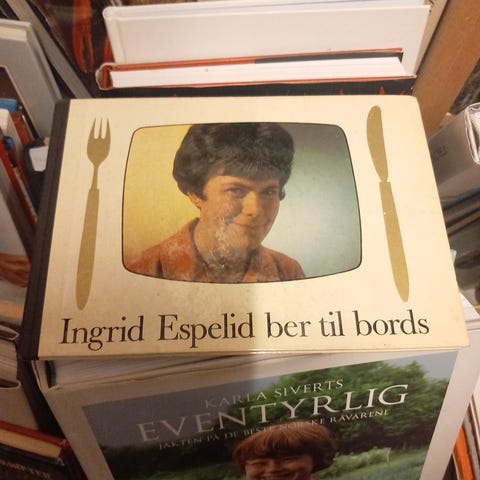 Ingrid Espelid ber til bords
KARLA SIVERTS
EVENTYRLIG
JAKTEN PÅ DE BESTE NORSKE RÅVARENE